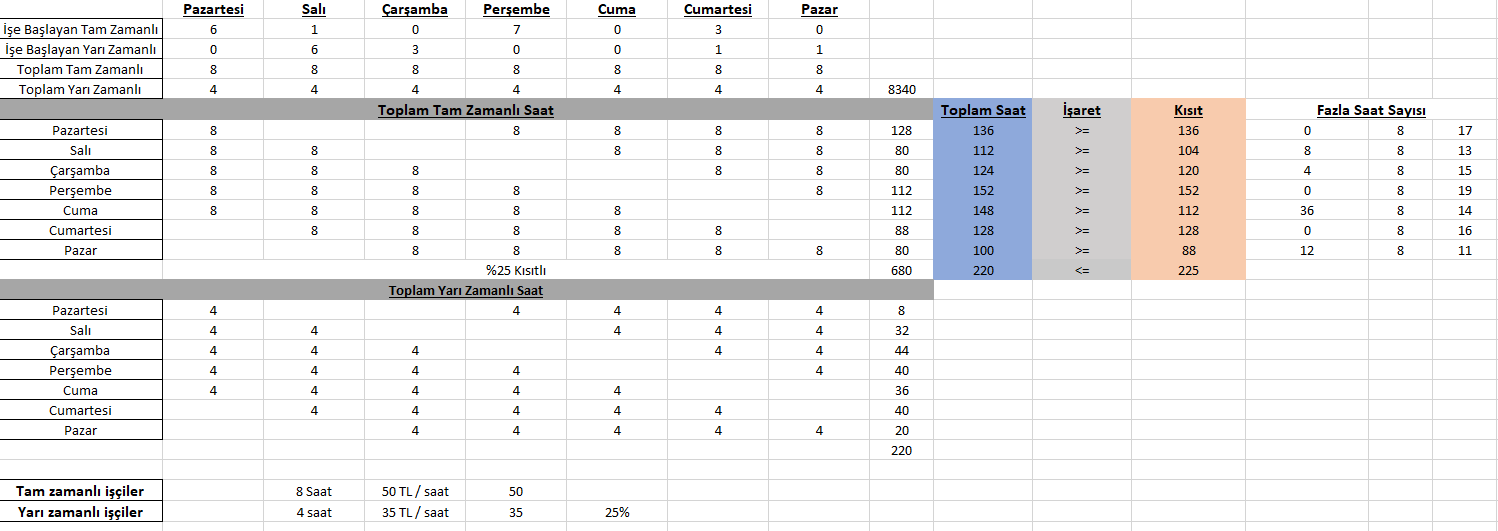 Pazartesi Salı Çarşamba Perşembe Cuma Cumartesi Pazar
İşe Başlayan Tam Zamanlı 6 1 0 7 0 3 0
İşe Başlayan Yarı Zamanlı 0 6 3 0 0 1 1
Toplam Tam Zamanlı 8 8 8 8 8 8 8
Toplam Yarı Zamanlı 4 4 4 4 4 4 4 8340
Toplam Tam Zamanlı Saat Toplam Saat İşaret Kısıt Fazla Saat Sayısı
Pazartesi 8 8 8 8 8 128 136 >= 136 0 8 17
Salı 8 8 8 8 8 80 112 >= 104 8 8 13
Çarşamba 8 8 8 8 8 80 124 >= 120 4 8 15
Perşembe 8 8 8 8 8 112 152 >= 152 0 8 19
Cuma 8 8 8 8 8 112 148 >= 112 36 8 14
Cumartesi 8 8 8 8 8 88 128 >= 128 0 8 16
Pazar 8 8 8 8 8 80 100 >= 88 12 8 11
%25 Kısıtlı 680 220 <= 225
Toplam Yarı Zamanlı Saat
Pazartesi 4 4 4 4 4 8
Salı 4 4 4 4 4 32
Çarşamba 4 4 4 4 4 44
Perşembe 4 4 4 4 4 40
Cuma 4 4 4 4 4 36
Cumartesi 4 4 4 4 4 40
Pazar 4 4 4 4 4 20
220
Tam zamanlı işçiler 8 Saat 50 TL / saat 50
Yarı zamanlı işçiler 4 saat 35 TL / saat 35 25%